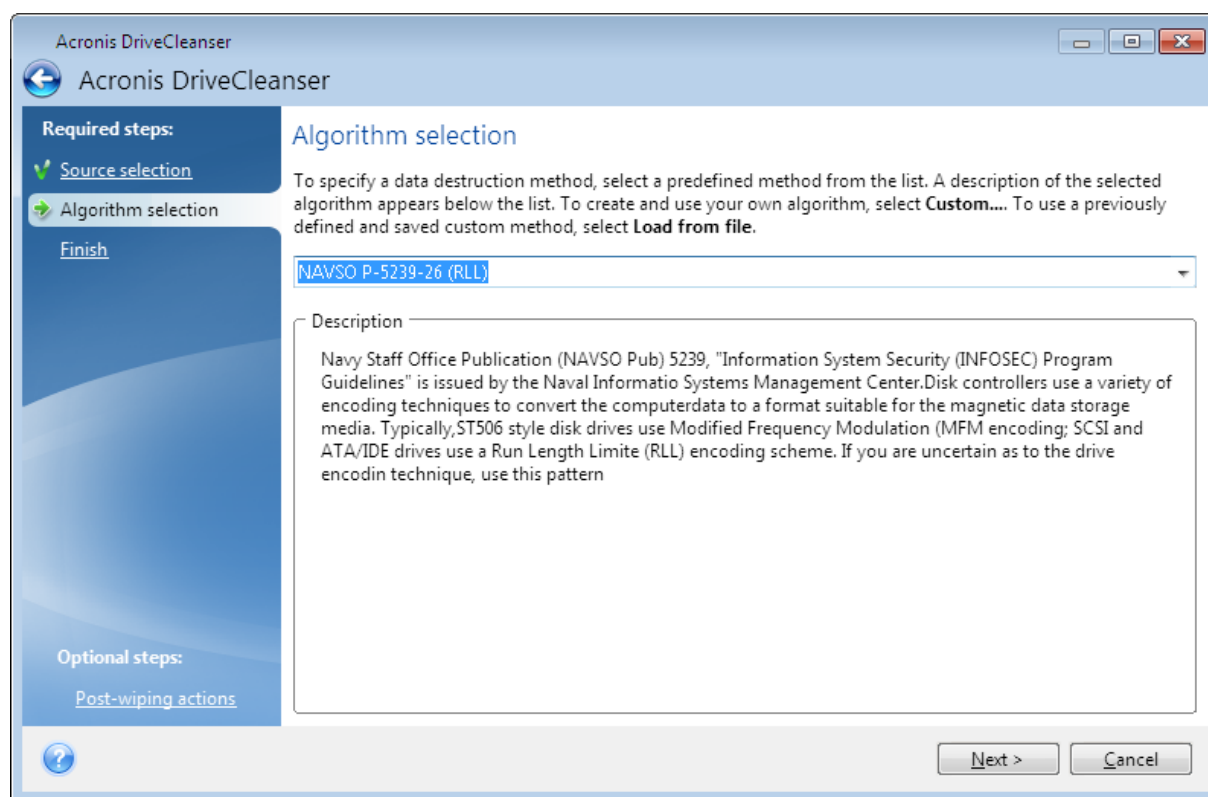 Acronis DriveCleanser
Acronis DriveCleanser
Required steps:
Source selection
Algorithm selection
Finish
Optional steps:
Post-wiping actions
Algorithm selection
To specify a data destruction method, select a predefined method from the list. A description of the selected
algorithm appears below the list. To create and use your own algorithm, select Custom.... To use a previously
defined and saved custom method, select Load from file.
NAVSO P-5239-26 (RLL)
Description
Navy Staff Office Publication (NAVSO Pub) 5239, "Information System Security (INFOSEC) Program
Guidelines" is issued by the Naval Informatio Systems Management Center.Disk controllers use a variety of
encoding techniques to convert the computerdata to a format suitable for the magnetic data storage
media. Typically,ST506 style disk drives use Modified Frequency Modulation (MFM encoding; SCSI and
ATA/IDE drives use a Run Length Limite (RLL) encoding scheme. If you are uncertain as to the drive
encodin technique, use this pattern
?
Next >
Cancel